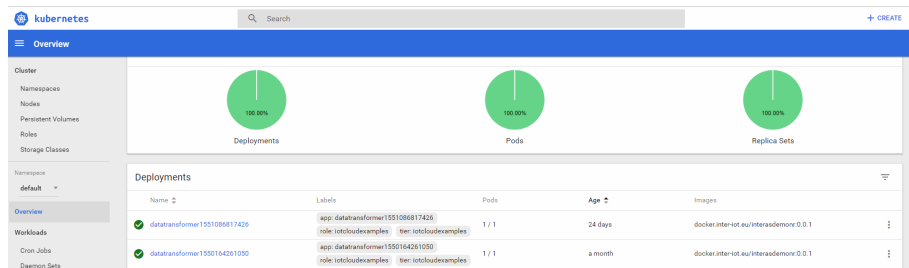 kubernetes
Search
+ CREATE
Overview
Cluster
Namespaces
Nodes
Persistent Volumes
Roles
Storage Classes
Namespace
default
Overview
Workloads
Cron Jobs
Daemon Sets
100.00%
100.00%
100.00%
Deployments
Pods
Replica Sets
Deployments
Name
Labels
Pods
Age
Images
datatransformer1551086817426
app: datatransformer1551086817426
role: iotcloudexamples
tier: iotcloudexamples
1 / 1
24 days
docker.inter-iot.eu/interasdemonr:0.0.1
datatransformer1550164261050
app: datatransformer1550164261050
role: iotcloudexamples
tier: iotcloudexamples
1 / 1
a month
docker.inter-iot.eu/interasdemonr:0.0.1